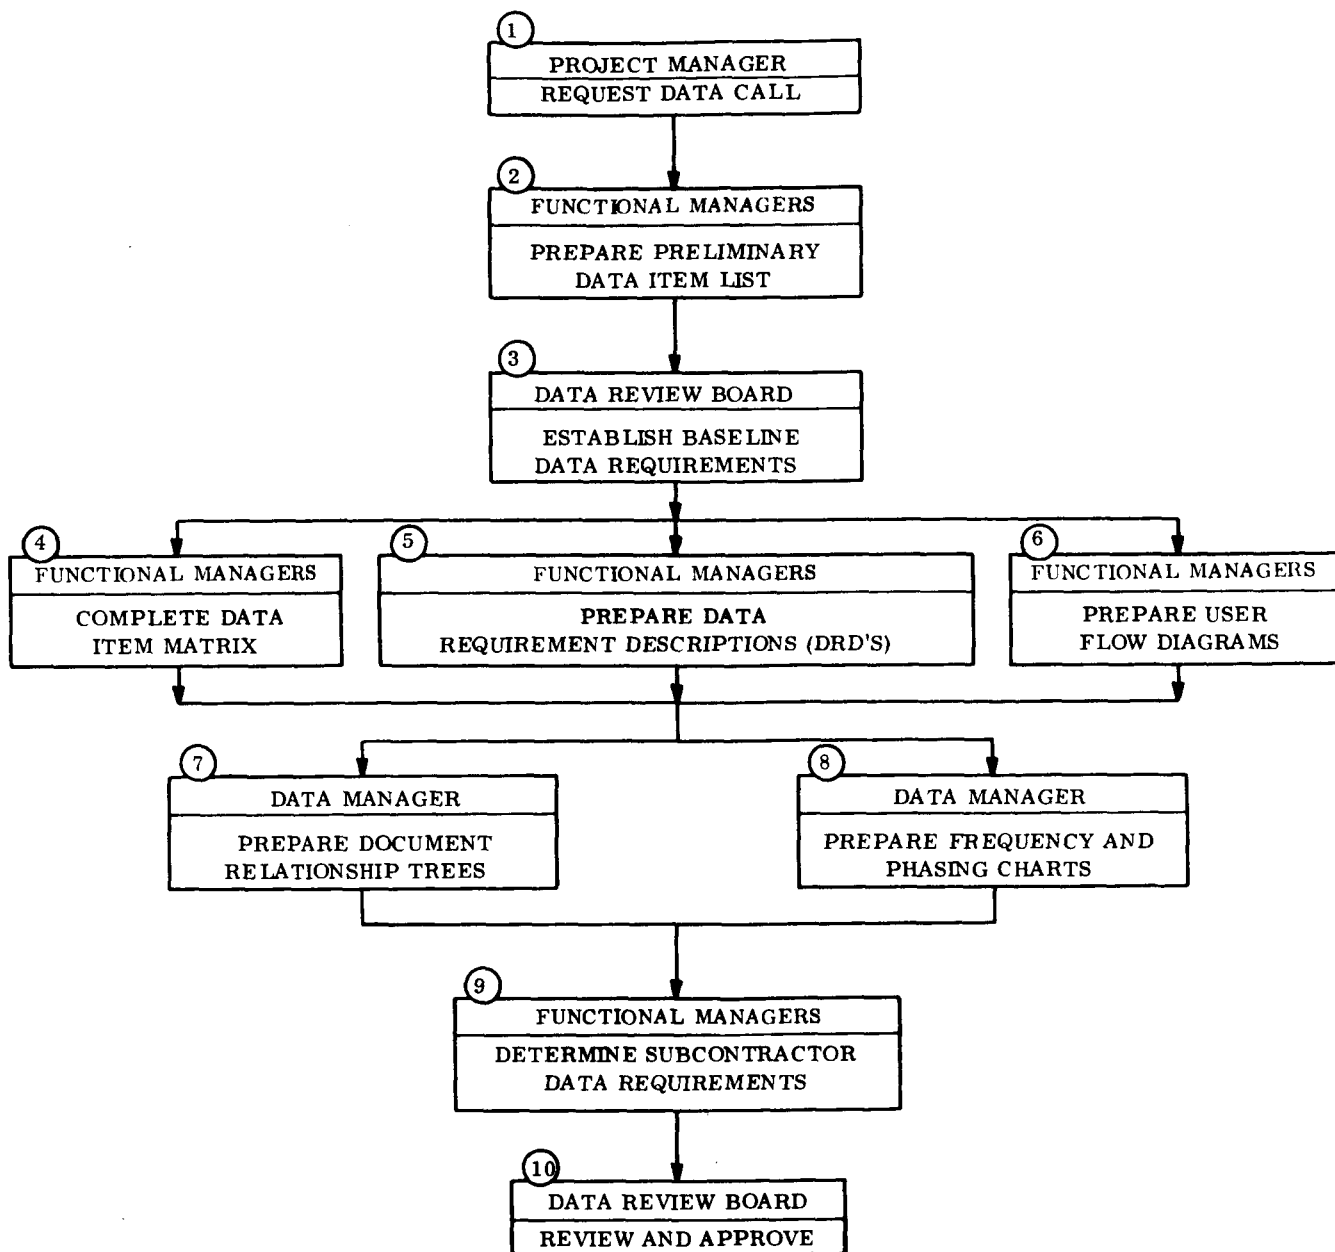 1
PROJECT MANAGER
REQUEST DATA CALL
2
FUNCTIONAL MANAGERS
PREPARE PRELIMINARY
DATA ITEM LIST
3
DATA REVIEW BOARD
ESTABLISH BASELINE
DATA REQUIREMENTS
4
FUNCTIONAL MANAGERS
COMPLETE DATA
ITEM MATRIX
5
FUNCTIONAL MANAGERS
PREPARE DATA
REQUIREMENT DESCRIPTIONS (DRD'S)
6
FUNCTIONAL MANAGERS
PREPARE USER
FLOW DIAGRAMS
7
DATA MANAGER
PREPARE DOCUMENT
RELATIONSHIP TREES
8
DATA MANAGER
PREPARE FREQUENCY AND
PHASING CHARTS
9
FUNCTIONAL MANAGERS
DETERMINE SUBCONTRACTOR
DATA REQUIREMENTS
10
DATA REVIEW BOARD
REVIEW AND APPROVE